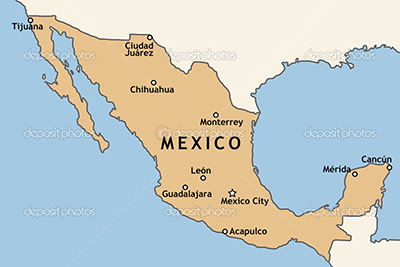 Tijuana
Ciudad
Juárez
Chihuahua
Monterrey
MEXICO
León
Guadalajara
Mexico City
Acapulco
Mérida
Cancún
depositphotos
depositphotos
depositphotos
depositphotos
depositphotos
depositphotos
depositphotos
depositphotos
depositphotos